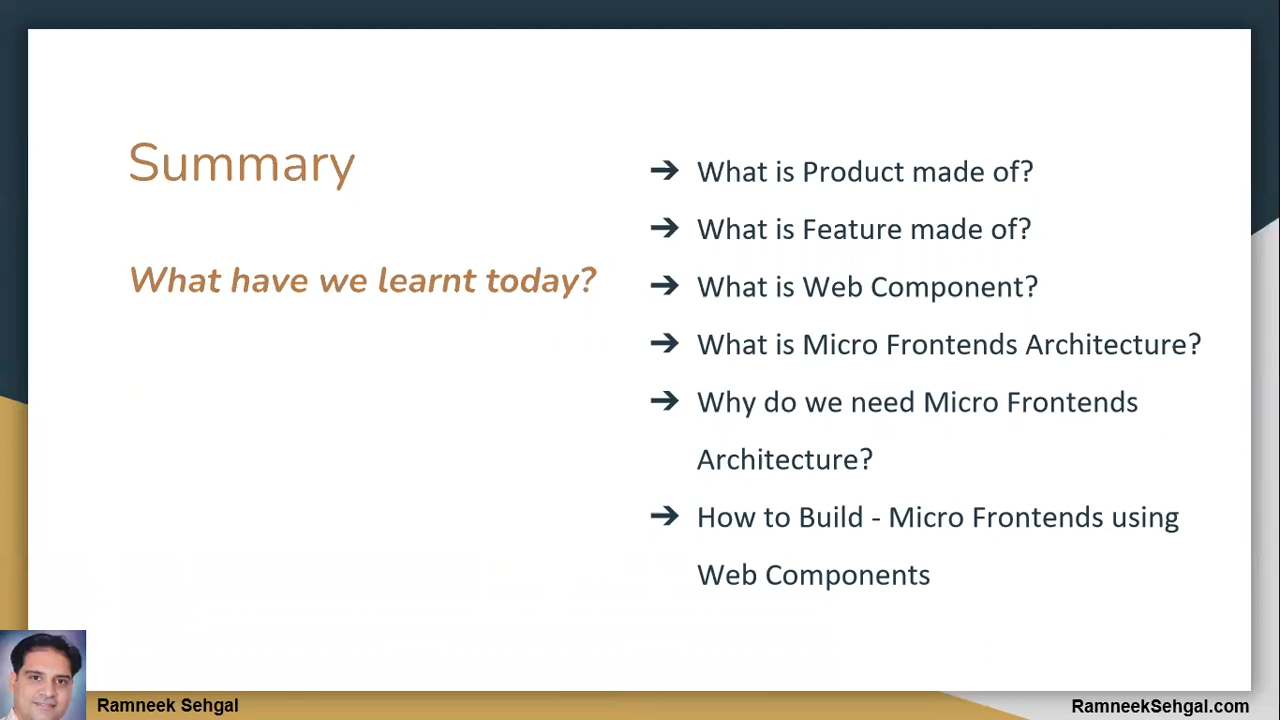 Summary
What have we learnt today?
➔ What is Product made of?
➔ What is Feature made of?
➔ What is Web Component?
➔ What is Micro Frontends Architecture?
➔ Why do we need Micro Frontends
Architecture?
➔ How to Build - Micro Frontends using
Web Components
Ramneek Sehgal
RamneekSehgal.com